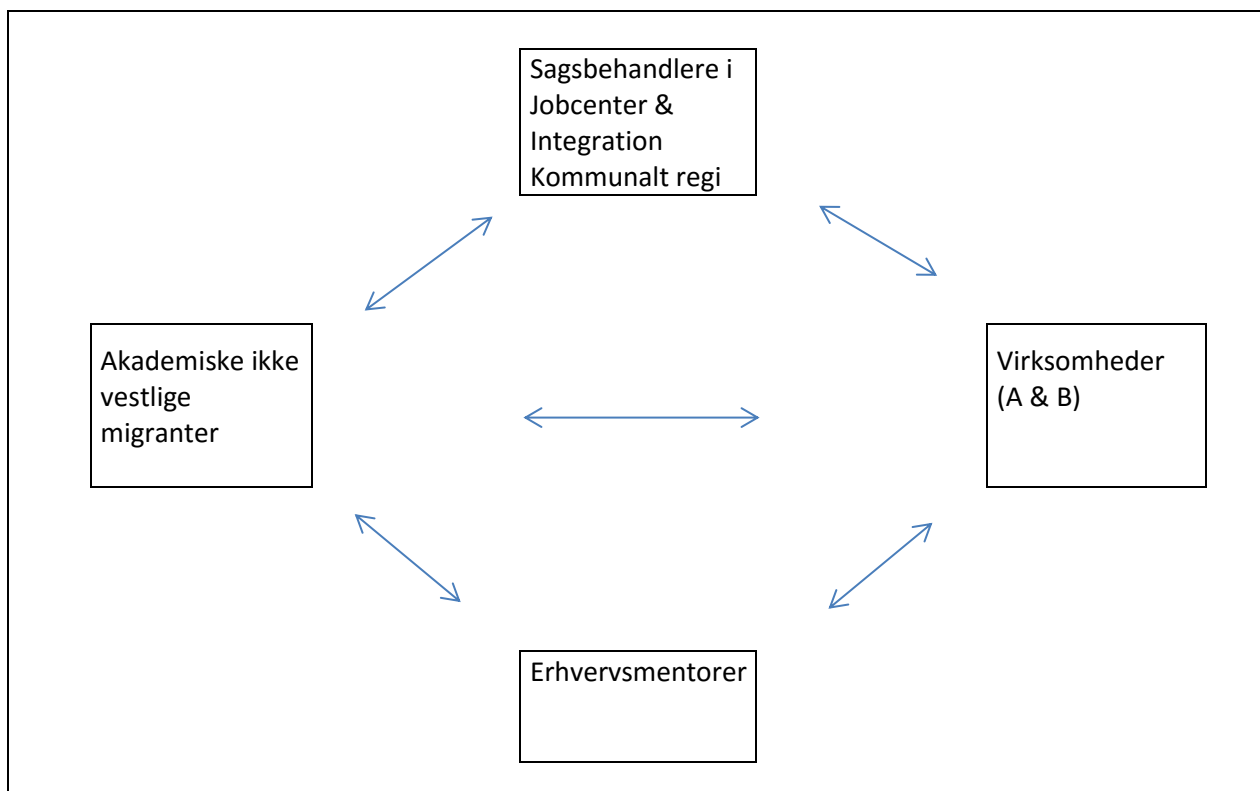 Sagsbehandlere i
Jobcenter &
Integration
Kommunalt regi
Akademiske ikke
vestlige
migranter
Virksomheder
(A & B)
Erhvervsmentorer